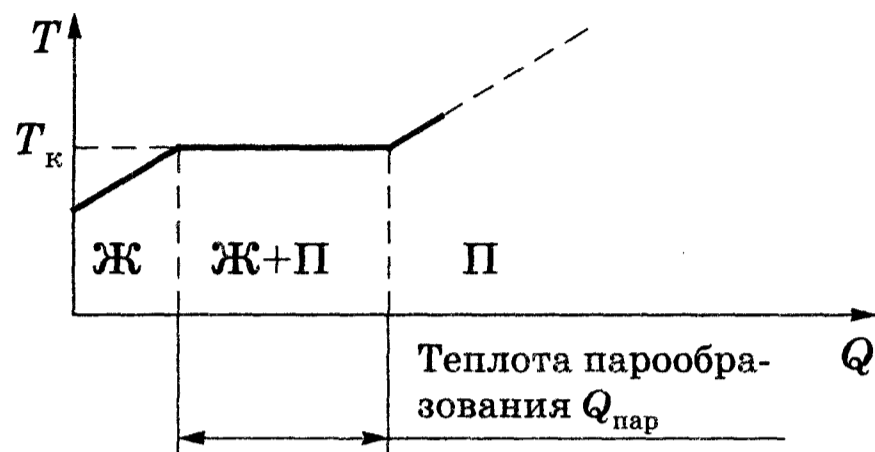 T
Tк
Ж Ж+П П
Q
Теплота парообра-
зования Qпар